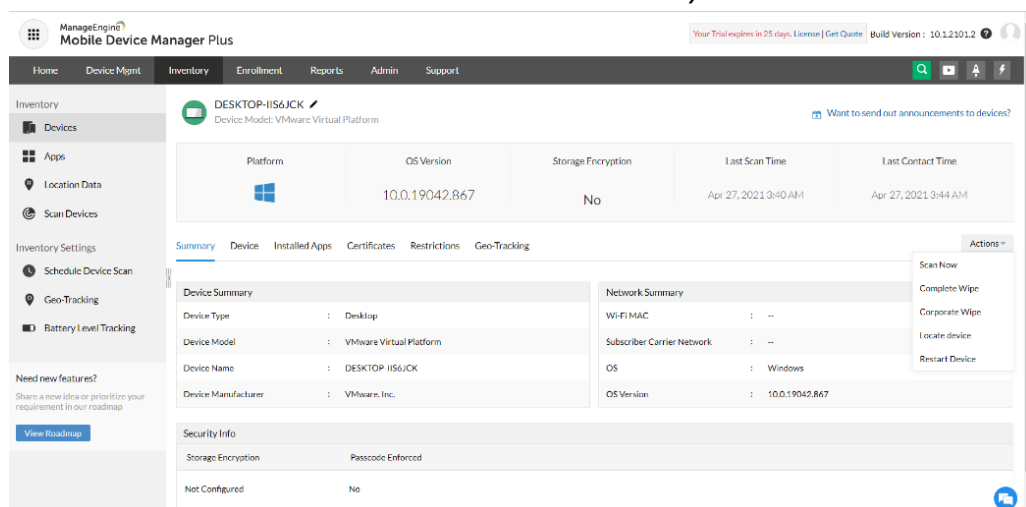 ManageEngine
Mobile Device Manager Plus
Your Trial expires in 25 days. License | Get Quote
Build Version : 10.1.2101.2
Home Device Mgmt Inventory Enrollment Reports Admin Support
Inventory
Devices
Apps
Location Data
Scan Devices
Inventory Settings
Schedule Device Scan
Geo-Tracking
Battery Level Tracking
Need new features?
Share a new idea or prioritize your
requirement in our roadmap
View Roadmap
DESKTOP-IIS6JCK
Device Model: VMware Virtual Platform
Want to send out announcements to devices?
Platform OS Version Storage Encryption Last Scan Time Last Contact Time
10.0.19042.867 No Apr 27, 2021 3:40 AM Apr 27, 2021 3:44 AM
Summary Device Installed Apps Certificates Restrictions Geo-Tracking
Actions
Scan Now
Complete Wipe
Corporate Wipe
Locate device
Restart Device
Device Summary
Device Type : Desktop
Device Model : VMware Virtual Platform
Device Name : DESKTOP-IIS6JCK
Device Manufacturer : VMware, Inc.
Network Summary
Wi-Fi MAC : --
Subscriber Carrier Network : --
OS : Windows
OS Version : 10.0.19042.867
Security Info
Storage Encryption Passcode Enforced
Not Configured No